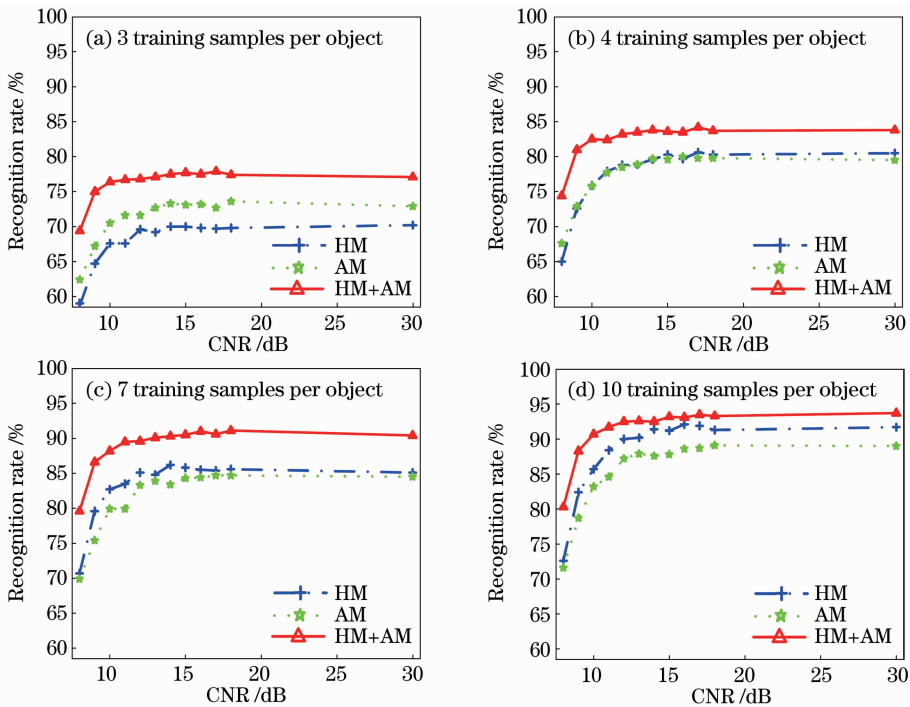 (a) 3 training samples per object
Recognition rate /%
100
95
90
85
80
75
70
65
60
HM
AM
HM+AM
10
15
20
25
30
CNR /dB
(b) 4 training samples per object
Recognition rate /%
100
95
90
85
80
75
70
65
60
HM
AM
HM+AM
10
15
20
25
30
CNR /dB
(c) 7 training samples per object
Recognition rate /%
100
95
90
85
80
75
70
65
60
HM
AM
HM+AM
10
15
20
25
30
CNR /dB
(d) 10 training samples per object
Recognition rate /%
100
95
90
85
80
75
70
65
60
HM
AM
HM+AM
10
15
20
25
30
CNR /dB